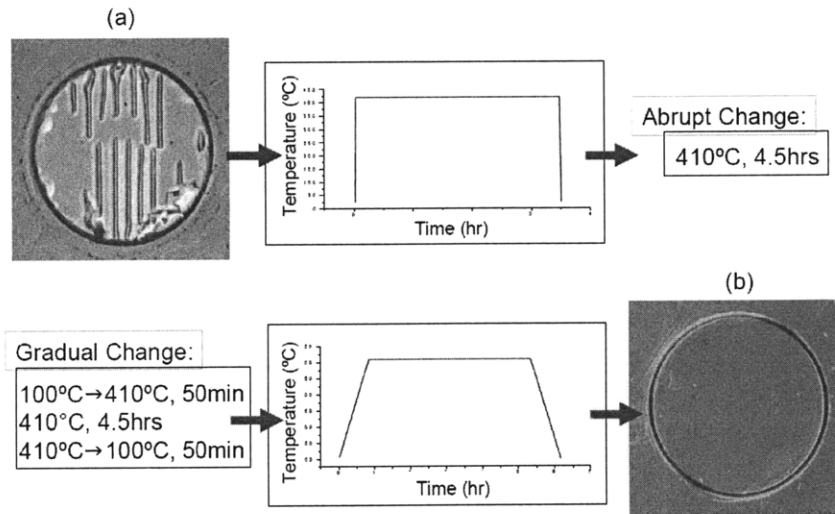 (a)
Temperature (ºC)
Time (hr)
Abrupt Change:
410ºC, 4.5hrs
(b)
Gradual Change:
100ºC→410ºC, 50min
410°C, 4.5hrs
410ºC→100ºC, 50min
Temperature (ºC)
Time (hr)